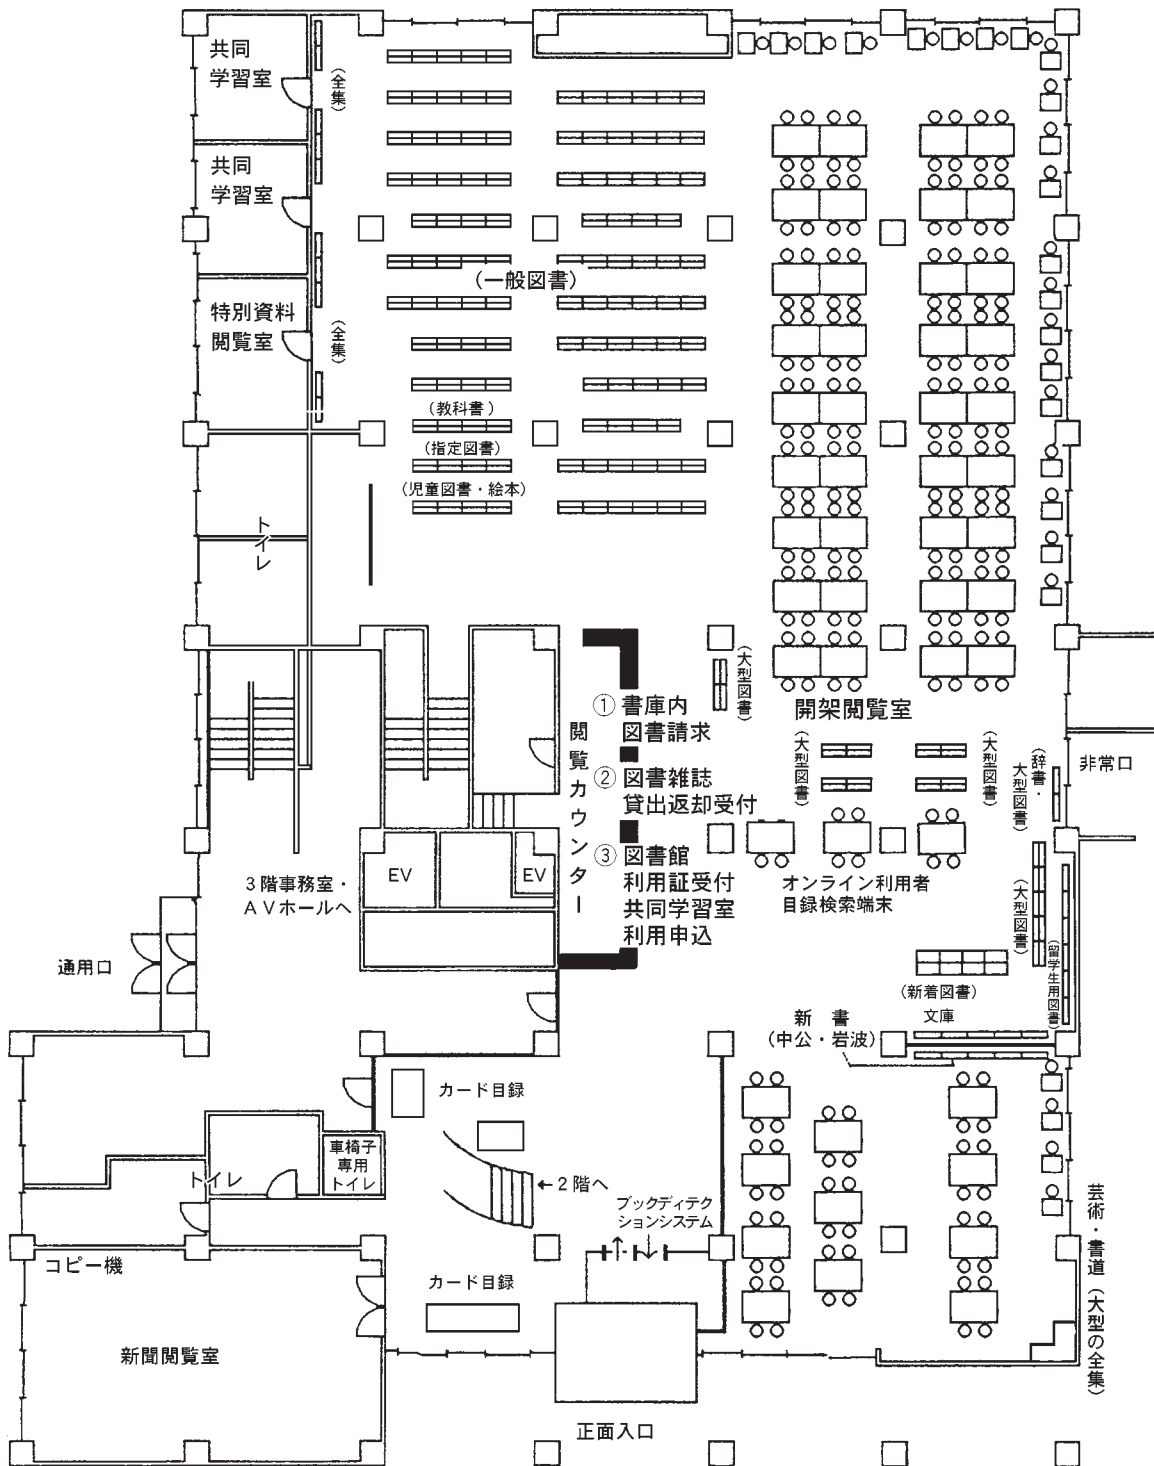 共同
学習室
(全集)
共同
学習室
(一般図書)
特別資料
閲覧室
(全集)
(教科書)
(指定図書)
(児童図書・絵本)
トイレ
(大型図書)
① 書庫内
図書請求
開架閲覧室
閲覧カウンター
② 図書雑誌
貸出返却受付
(大型図書)
(大型図書)
(辞書・
大型図書)
非常口
③ 図書館
利用証受付
共同学習室
利用申込
EV
EV
3階事務室・
AVホールへ
オンライン利用者
目録検索端末
(大型図書)
(留学生用図書)
通用口
(新着図書)
文庫
新書
(中公・岩波)
カード目録
車椅子
専用
トイレ
トイレ
←2階へ
ブックディテク
ションシステム
芸術・書道(大型の全集)
コピー機
カード目録
新聞閲覧室
正面入口